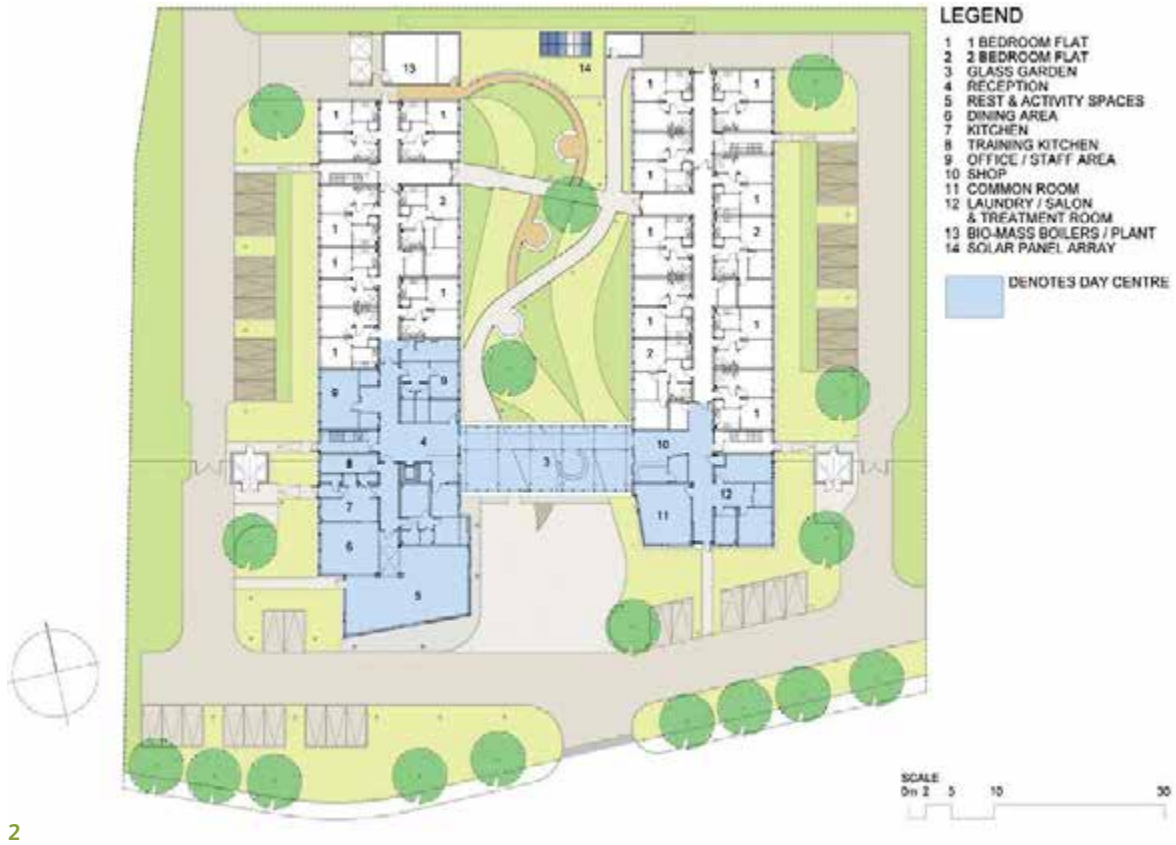 LEGEND
1 1 BEDROOM FLAT
2 2 BEDROOM FLAT
3 GLASS GARDEN
4 RECEPTION
5 REST & ACTIVITY SPACES
6 DINING AREA
7 KITCHEN
8 TRAINING KITCHEN
9 OFFICE / STAFF AREA
10 SHOP
11 COMMON ROOM
12 LAUNDRY / SALON
& TREATMENT ROOM
13 BIO-MASS BOILERS / PLANT
14 SOLAR PANEL ARRAY
DENOTES DAY CENTRE
13
14
1
1
1
1
1
1
1
2
1
1
1
1
1
1
1
2
1
9
9
4
10
3
8
12
7
11
6
5
SCALE
0m 2 5 10 30
2